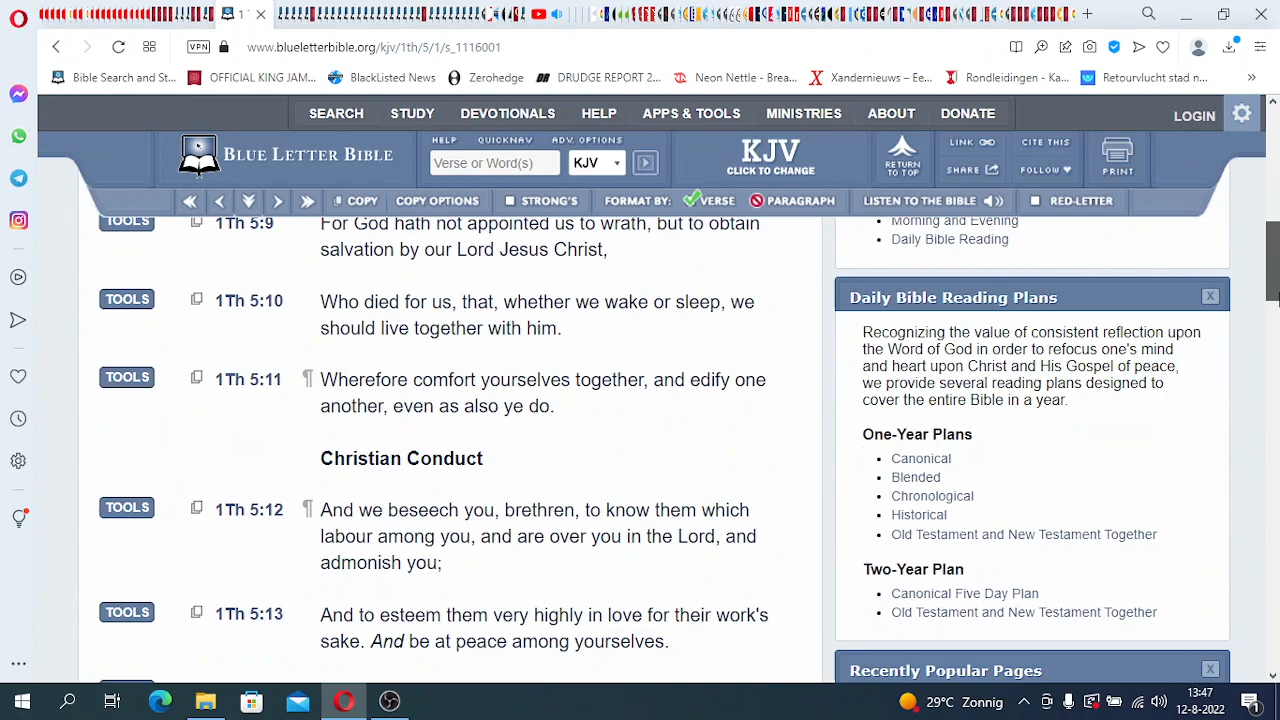 1
www.blueletterbible.org/kjv/1th/5/1/s_1116001
VPN
Bible Search and St...
OFFICIAL KING JAM...
BlackListed News
Zerohedge
DRUDGE REPORT 2...
Neon Nettle - Brea...
Xandernieuws – Ee...
Rondleidingen - Ka...
Retourvlucht stad n...
SEARCH
STUDY
DEVOTIONALS
HELP
APPS & TOOLS
MINISTRIES
ABOUT
DONATE
LOGIN
BLUE LETTER BIBLE
HELP
QUICKNAV
ADV. OPTIONS
Verse or Word(s)
KJV
KJV
CLICK TO CHANGE
RETURN
TO TOP
LINK
CITE THIS
SHARE
FOLLOW
PRINT
COPY
COPY OPTIONS
STRONG'S
FORMAT BY:
VERSE
PARAGRAPH
LISTEN TO THE BIBLE
RED-LETTER
TOOLS
1Th 5:9
For God hath not appointed us to wrath, but to obtain
salvation by our Lord Jesus Christ,
TOOLS
1Th 5:10
Who died for us, that, whether we wake or sleep, we
should live together with him.
TOOLS
1Th 5:11
¶ Wherefore comfort yourselves together, and edify one
another, even as also ye do.
Christian Conduct
TOOLS
1Th 5:12
¶ And we beseech you, brethren, to know them which
labour among you, and are over you in the Lord, and
admonish you;
TOOLS
1Th 5:13
And to esteem them very highly in love for their work's
sake. And be at peace among yourselves.
Morning and Evening
Daily Bible Reading
Daily Bible Reading Plans
X
Recognizing the value of consistent reflection upon
the Word of God in order to refocus one's mind
and heart upon Christ and His Gospel of peace,
we provide several reading plans designed to
cover the entire Bible in a year.
One-Year Plans
Canonical
Blended
Chronological
Historical
Old Testament and New Testament Together
Two-Year Plan
Canonical Five Day Plan
Old Testament and New Testament Together
Recently Popular Pages
X
29°C Zonnig
13:47
12-8-2022
1